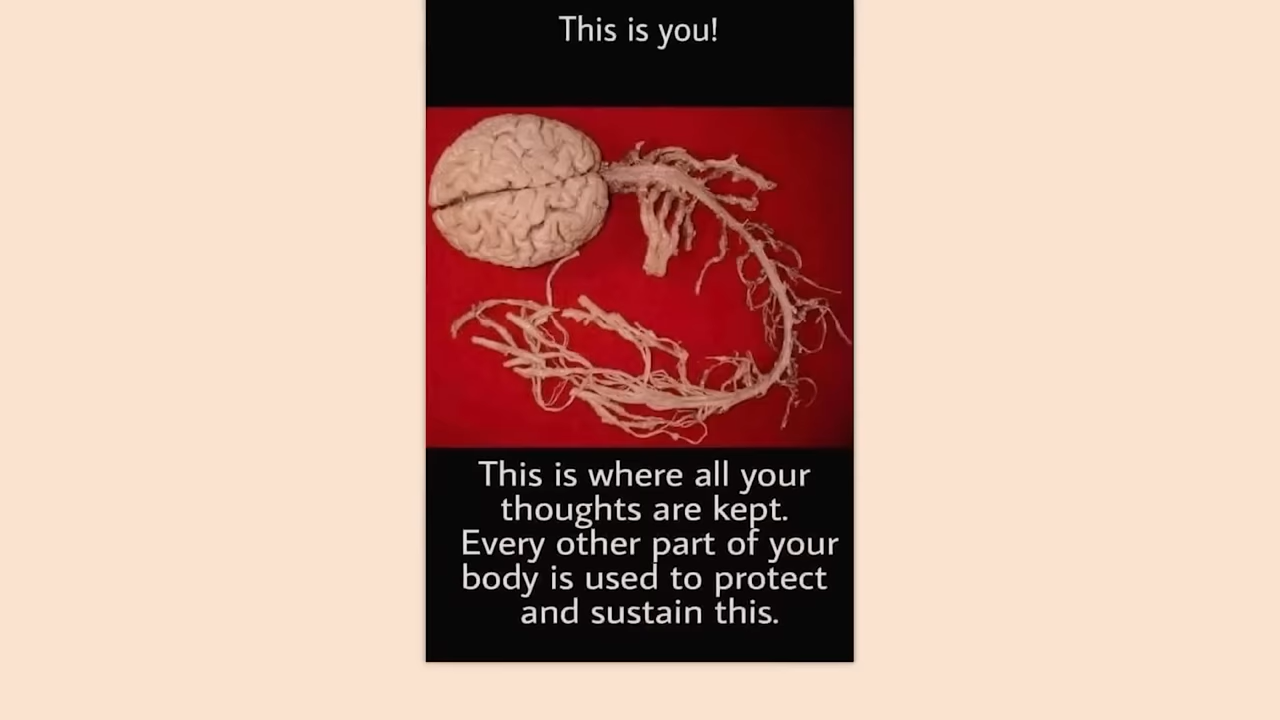 This is you!
This is where all your
thoughts are kept.
Every other part of your
body is used to protect
and sustain this.